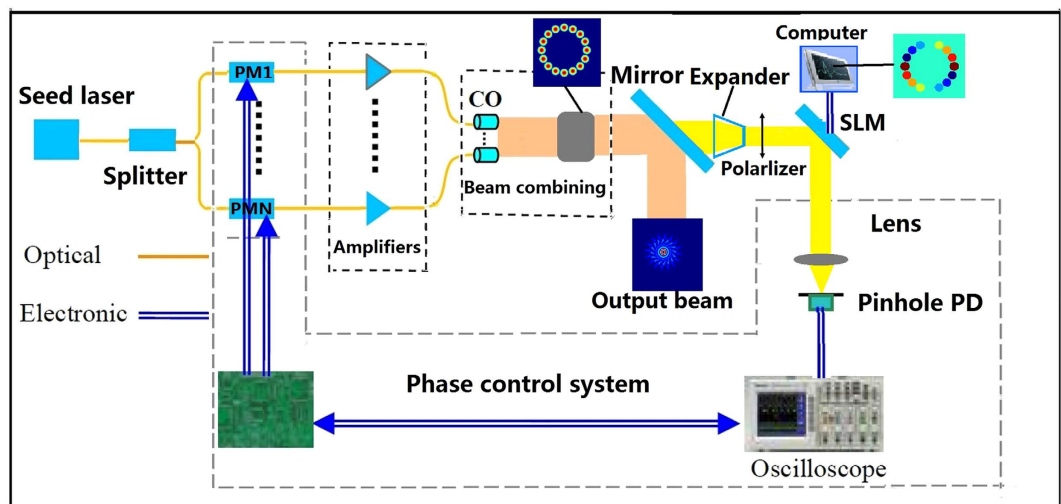 Seed laser
Splitter
PM1
PMN
Amplifiers
CO
Beam combining
Mirror
Expander
Computer
SLM
Polarlizer
Output beam
Lens
Pinhole PD
Optical
Electronic
Phase control system
Oscilloscope